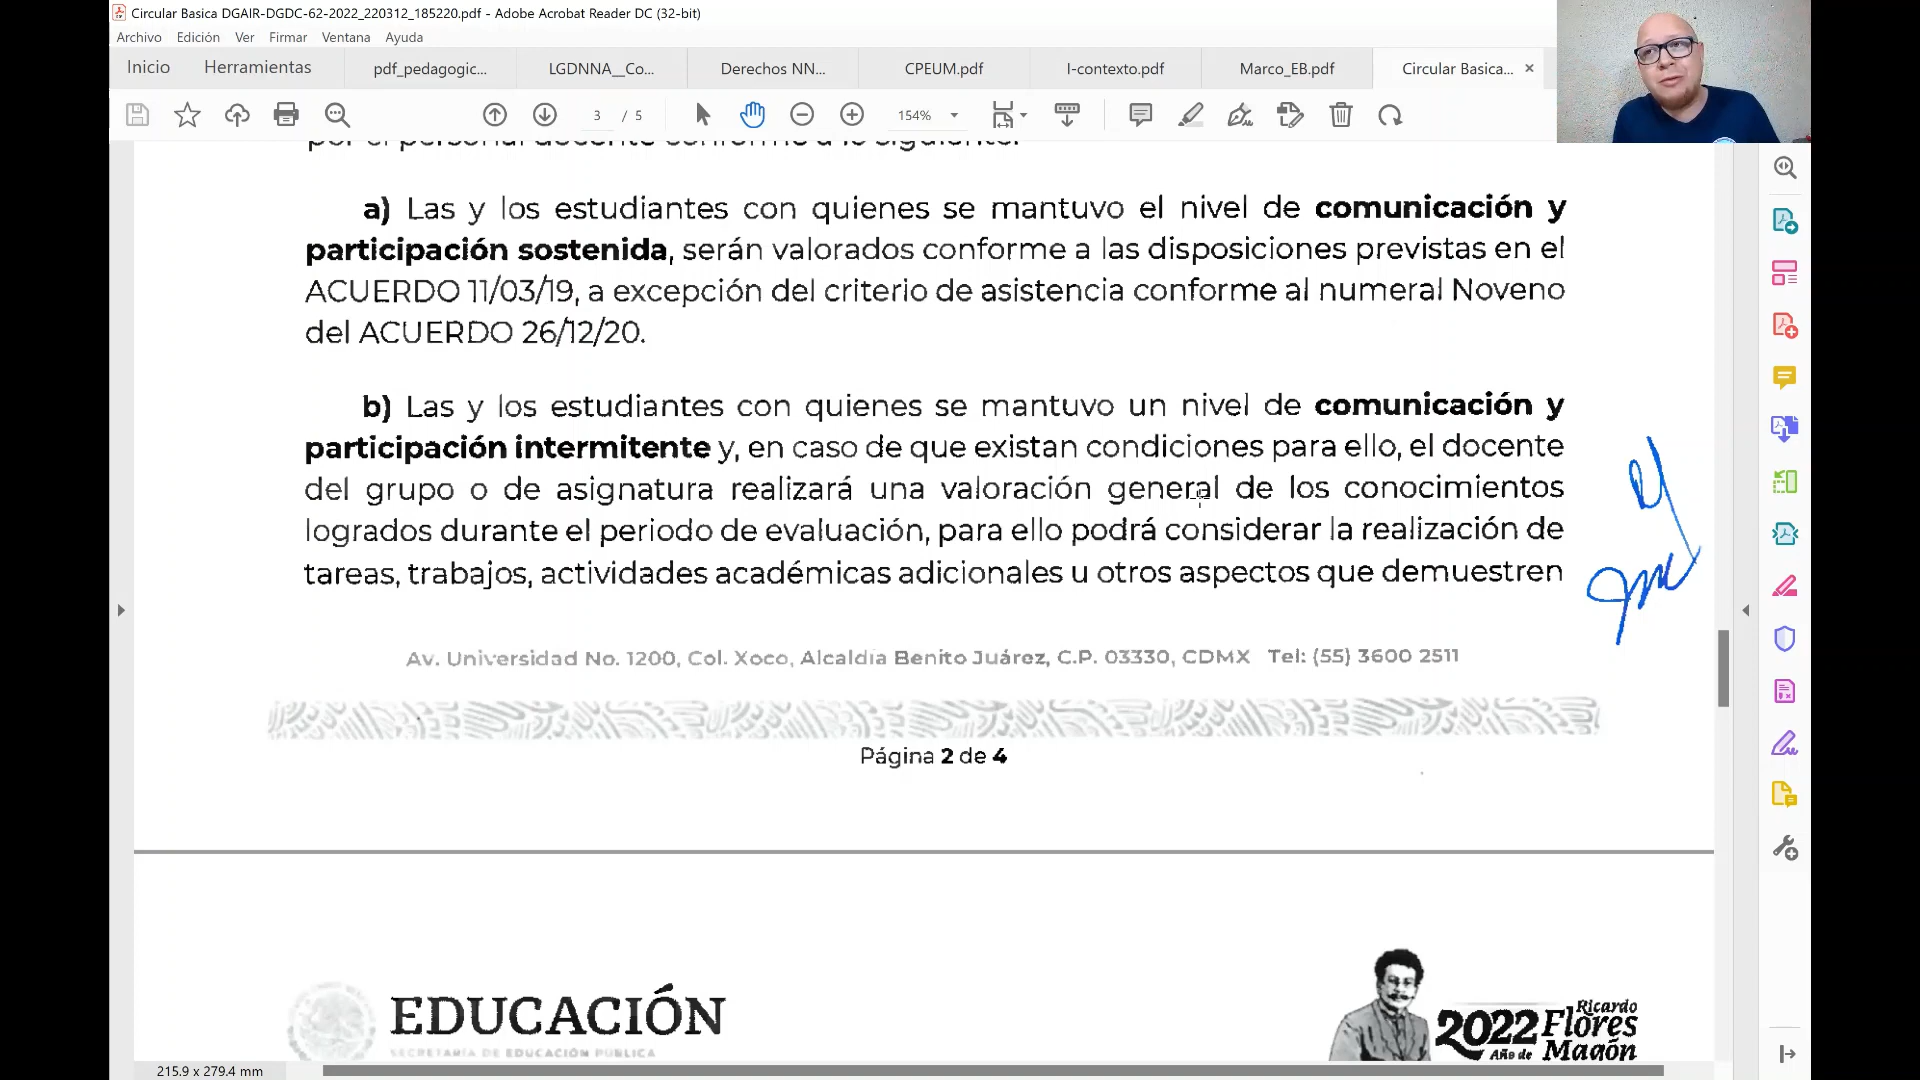 Circular Basica DGAIR-DGDC-62-2022_220312_185220.pdf - Adobe Acrobat Reader DC (32-bit)
Archivo Edición Ver Firmar Ventana Ayuda
Inicio Herramientas pdf_pedagogic... LGDNNA__Co... Derechos NN... CPEUM.pdf I-contexto.pdf Marco_EB.pdf Circular Basica... ×
3 / 5 154%
por el personal docente conforme a lo siguiente:
a) Las y los estudiantes con quienes se mantuvo el nivel de comunicación y
participación sostenida, serán valorados conforme a las disposiciones previstas en el
ACUERDO 11/03/19, a excepción del criterio de asistencia conforme al numeral Noveno
del ACUERDO 26/12/20.
b) Las y los estudiantes con quienes se mantuvo un nivel de comunicación y
participación intermitente y, en caso de que existan condiciones para ello, el docente
del grupo o de asignatura realizará una valoración general de los conocimientos
logrados durante el periodo de evaluación, para ello podrá considerar la realización de
tareas, trabajos, actividades académicas adicionales u otros aspectos que demuestren
Av. Universidad No. 1200, Col. Xoco, Alcaldía Benito Juárez, C.P. 03330, CDMX Tel: (55) 3600 2511
Página 2 de 4
EDUCACIÓN
SECRETARÍA DE EDUCACIÓN PÚBLICA
2022 Ricardo
Flores
Año de Magón
215.9 x 279.4 mm